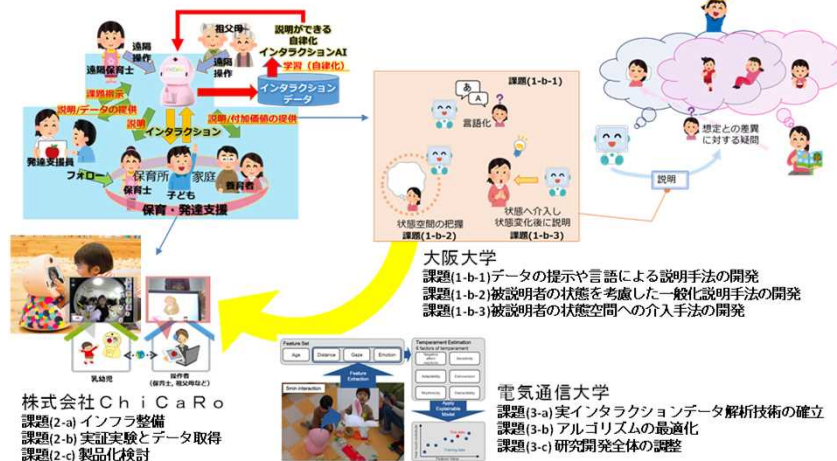 説明ができる
自律化
インタラクションAI
学習（自律化）
祖父母
遠隔
操作
遠隔
操作
遠隔保育士
インタラクション
データ
課題指示
説明/データの提供
説明
インタラクション
説明/付加価値の提供
発達支援員
フォロー
保育所
家庭
保育士
子ども
養育者
保育・発達支援
課題(1-b-1)
あ
A
言語化
状態空間の把握
課題(1-b-2)
状態へ介入し
状態変化後に説明
課題(1-b-3)
想定との差異
に対する疑問
説明
大阪大学
課題(1-b-1)データの提示や言語による説明手法の開発
課題(1-b-2)被説明者の状態を考慮した一般化説明手法の開発
課題(1-b-3)被説明者の状態空間への介入手法の開発
乳幼児
操作者
（保育士、祖父母など）
株式会社ＣｈｉＣａＲｏ
課題(2-a) インフラ整備
課題(2-b) 実証実験とデータ取得
課題(2-c) 製品化検討
Feature Set
Age
Distance
Gaze
Emotion
Feature
Extraction
5min interaction
Temperament Estimation
6 factors of temperament
Apply
Explainable
Model
電気通信大学
課題(3-a) 実インタラクションデータ解析技術の確立
課題(3-b) アルゴリズムの最適化
課題(3-c) 研究開発全体の調整